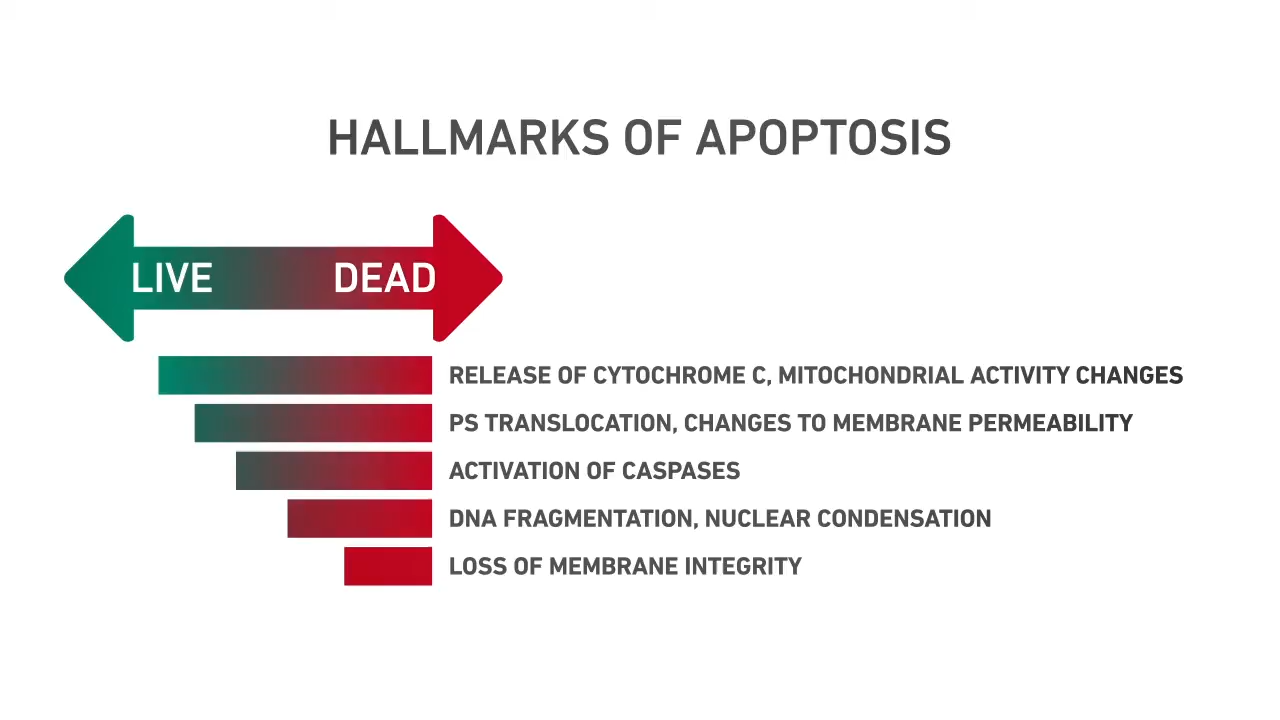 HALLMARKS OF APOPTOSIS
LIVE DEAD
RELEASE OF CYTOCHROME C, MITOCHONDRIAL ACTIVITY CHANGES
PS TRANSLOCATION, CHANGES TO MEMBRANE PERMEABILITY
ACTIVATION OF CASPASES
DNA FRAGMENTATION, NUCLEAR CONDENSATION
LOSS OF MEMBRANE INTEGRITY